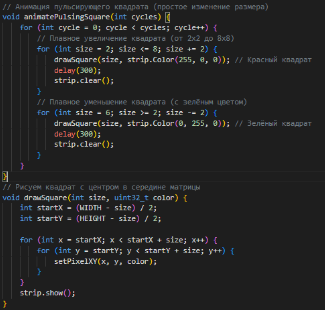 // Анимация пульсирующего квадрата (простое изменение размера)
void animatePulsingSquare(int cycles) {
    for (int cycle = 0; cycle < cycles; cycle++) {
        // Плавное увеличение квадрата (от 2x2 до 8x8)
        for (int size = 2; size <= 8; size += 2) {
            drawSquare(size, strip.Color(255, 0, 0)); // Красный квадрат
            delay(300);
            strip.clear();
        }
        // Плавное уменьшение квадрата (с зелёным цветом)
        for (int size = 6; size >= 2; size -= 2) {
            drawSquare(size, strip.Color(0, 255, 0)); // Зелёный квадрат
            delay(300);
            strip.clear();
        }
    }
}
// Рисуем квадрат с центром в середине матрицы
void drawSquare(int size, uint32_t color) {
    int startX = (WIDTH - size) / 2;
    int startY = (HEIGHT - size) / 2;
    for (int x = startX; x < startX + size; x++) {
        for (int y = startY; y < startY + size; y++) {
            setPixelXY(x, y, color);
        }
    }
    strip.show();
}